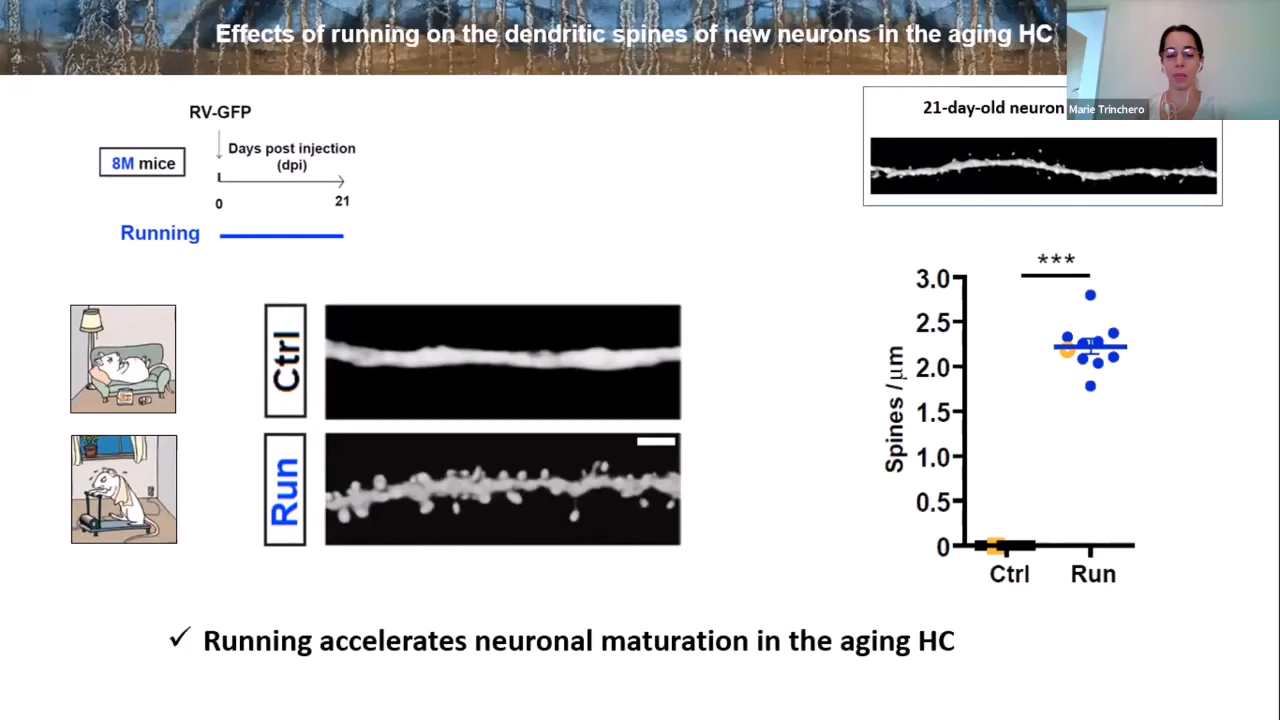 Effects of running on the dendritic spines of new neurons in the aging HC
Marie Trinchero
RV-GFP
8M mice
Days post injection
(dpi)
0
21
Running
21-day-old neuron
Ctrl
Run
***
Spines / μm
3.0
2.5
2.0
1.5
1.0
0.5
0
Ctrl
Run
✓ Running accelerates neuronal maturation in the aging HC